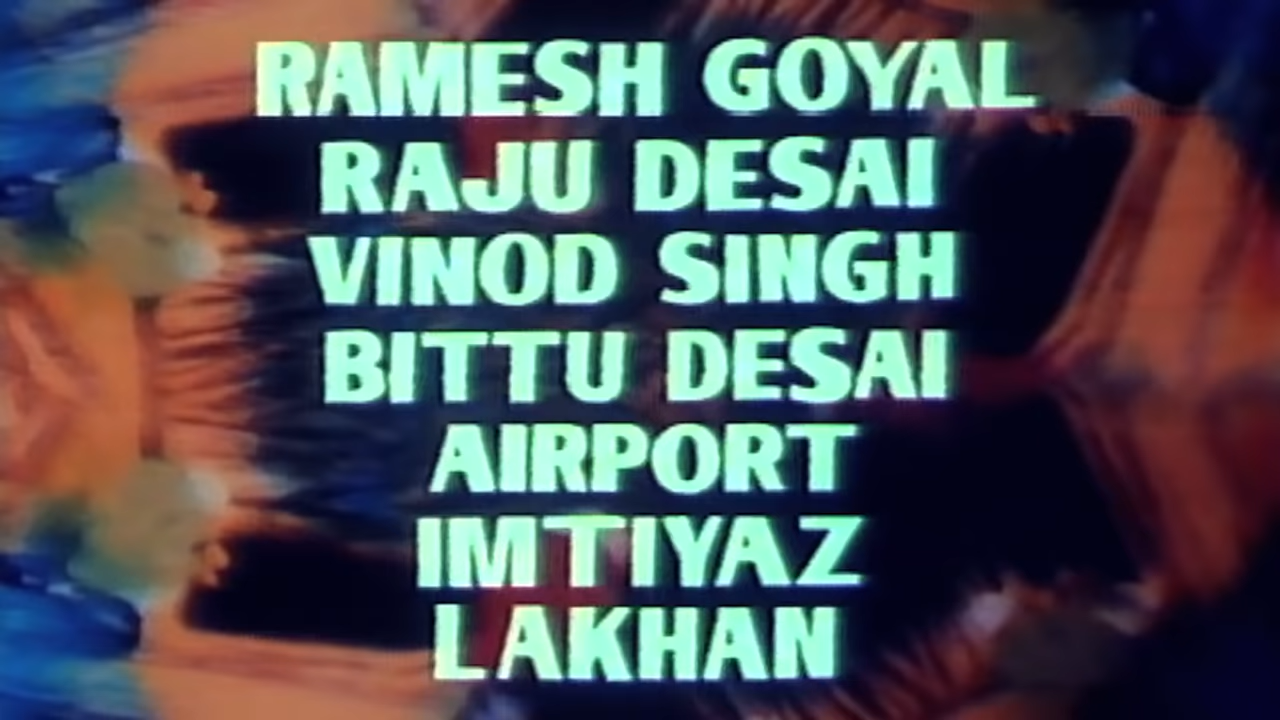 RAMESH GOYAL
RAJU DESAI
VINOD SINGH
BITTU DESAI
AIRPORT
IMTIYAZ
LAKHAN